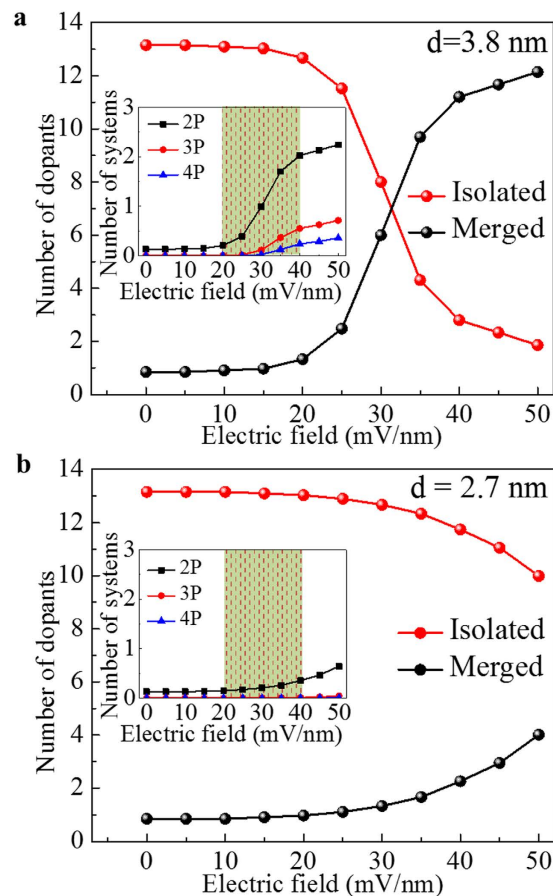 a
d=3.8 nm
Number of dopants
14
12
10
8
6
4
2
0
Number of systems
3
2
1
0
2P
3P
4P
0 10 20 30 40 50
Electric field (mV/nm)
Isolated
Merged
0 10 20 30 40 50
Electric field (mV/nm)
b
d = 2.7 nm
Number of dopants
14
12
10
8
6
4
2
0
Number of systems
3
2
1
0
2P
3P
4P
0 10 20 30 40 50
Electric field (mV/nm)
Isolated
Merged
0 10 20 30 40 50
Electric field (mV/nm)